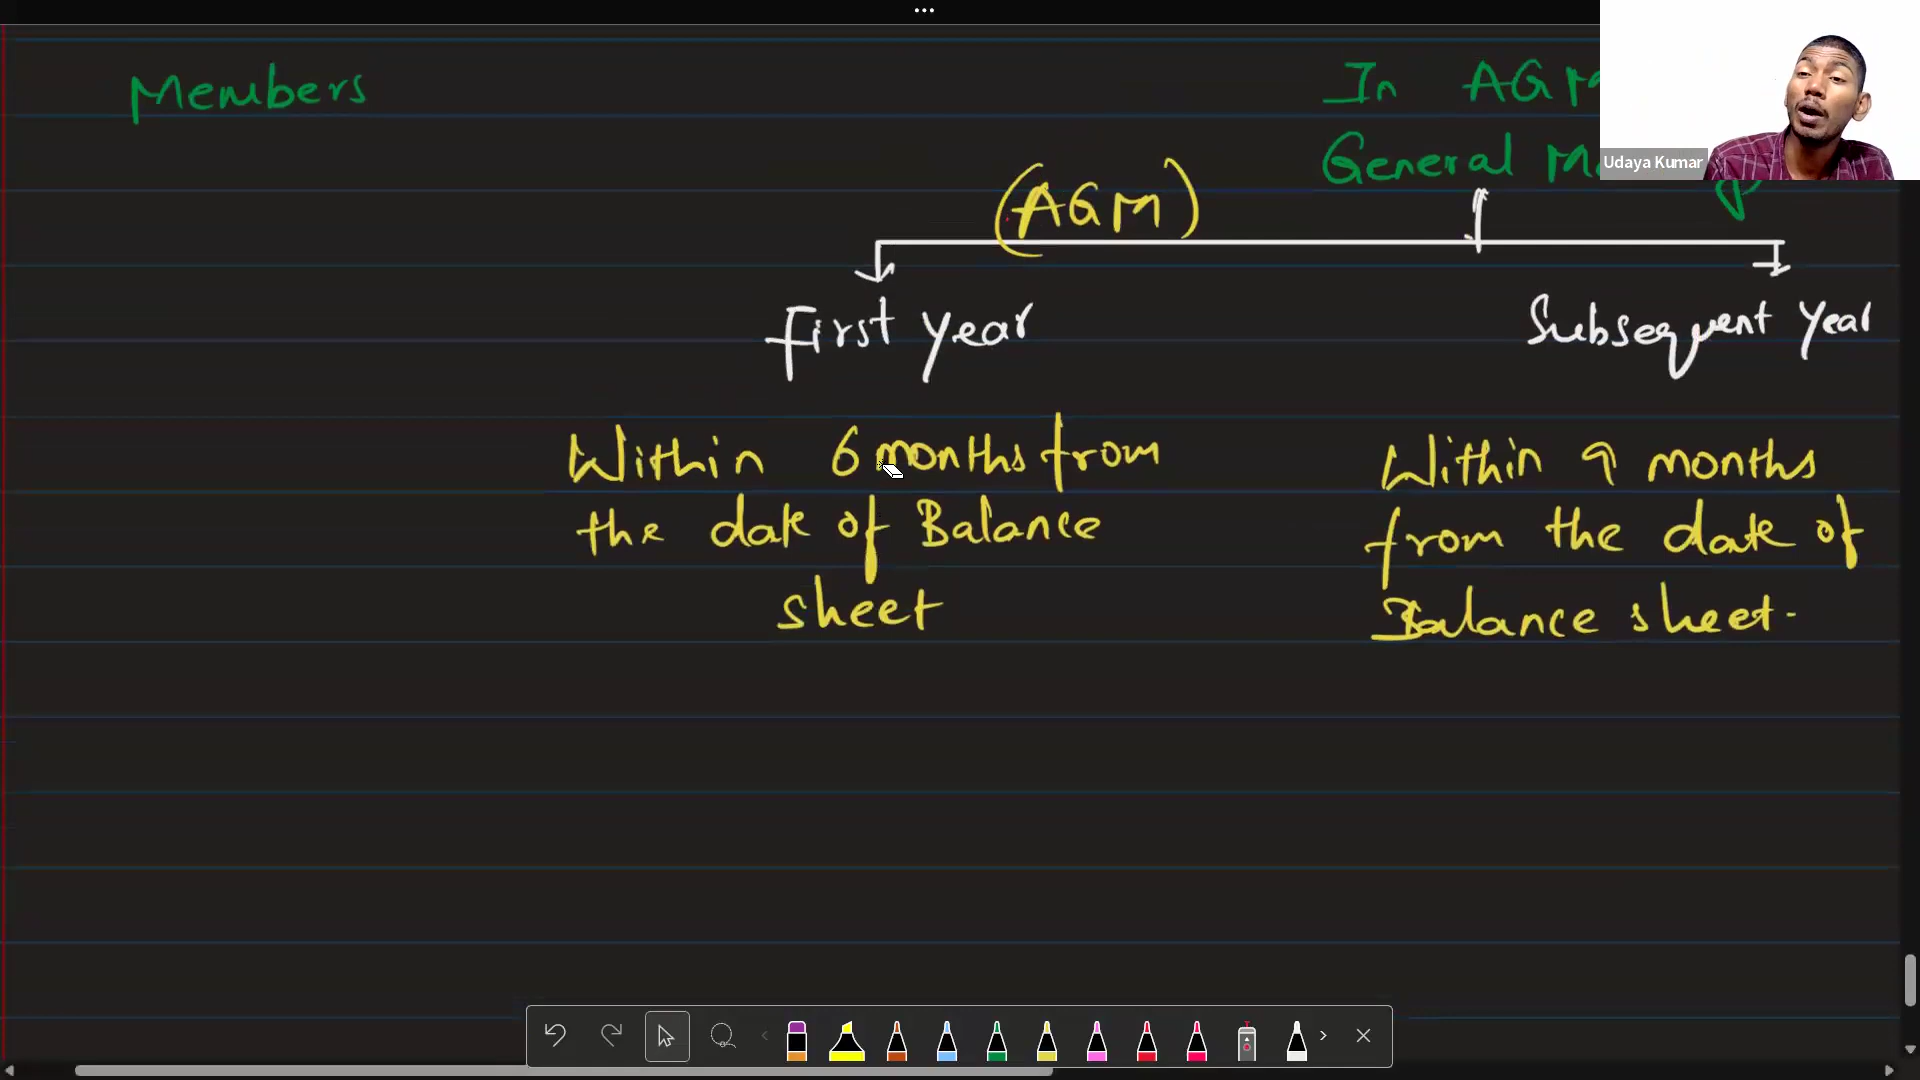 Members
In AGM
Udaya Kumar
General
(AGM)
First year
Subsequent year
Within 6 months from
the date of Balance
sheet
Within 9 months
from the date of
Balance sheet.